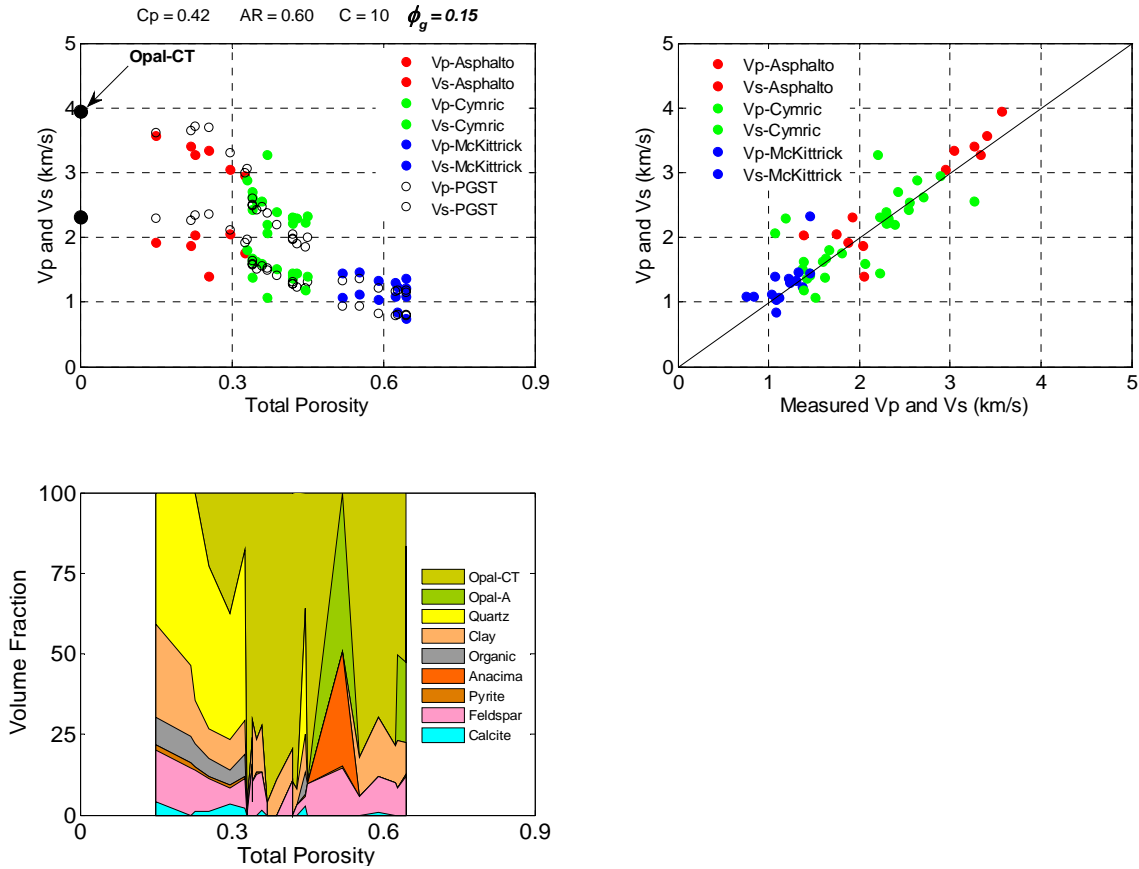 Cp = 0.42 AR = 0.60 C = 10 ϕg = 0.15
Vp and Vs (km/s)
5
4
3
2
1
0
Opal-CT
Vp-Asphalto
Vs-Asphalto
Vp-Cymric
Vs-Cymric
Vp-McKittrick
Vs-McKittrick
Vp-PGST
Vs-PGST
0 0.3 0.6 0.9
Total Porosity
Vp and Vs (km/s)
5
4
3
2
1
0
Vp-Asphalto
Vs-Asphalto
Vp-Cymric
Vs-Cymric
Vp-McKittrick
Vs-McKittrick
0 1 2 3 4 5
Measured Vp and Vs (km/s)
Volume Fraction
100
75
50
25
0
Opal-CT
Opal-A
Quartz
Clay
Organic
Anacima
Pyrite
Feldspar
Calcite
0 0.3 0.6 0.9
Total Porosity